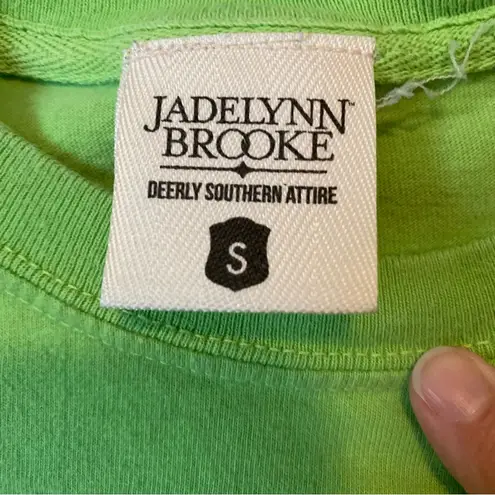 JADELYNN™
BROOKE
DEERLY SOUTHERN ATTIRE
S